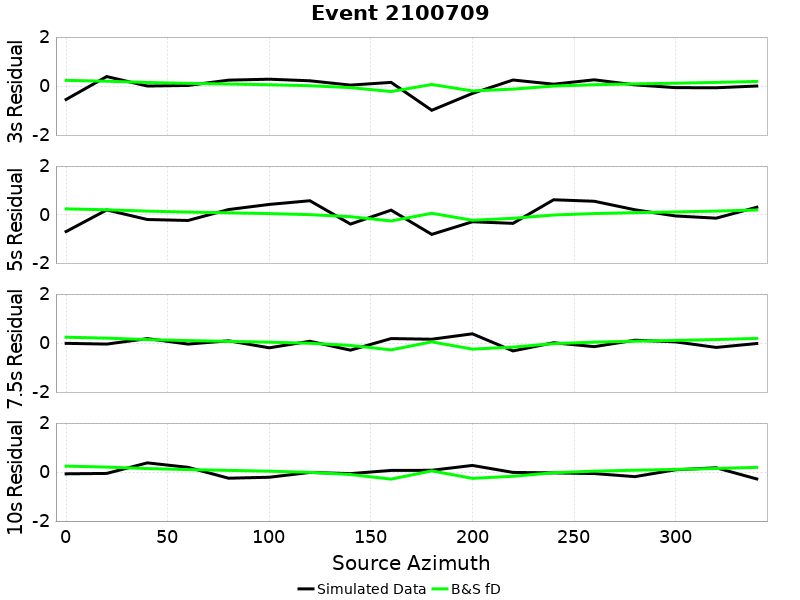 Event 2100709
3s Residual
2
0
-2
5s Residual
2
0
-2
7.5s Residual
2
0
-2
10s Residual
2
0
-2
0 50 100 150 200 250 300
Source Azimuth
Simulated Data B&S fD